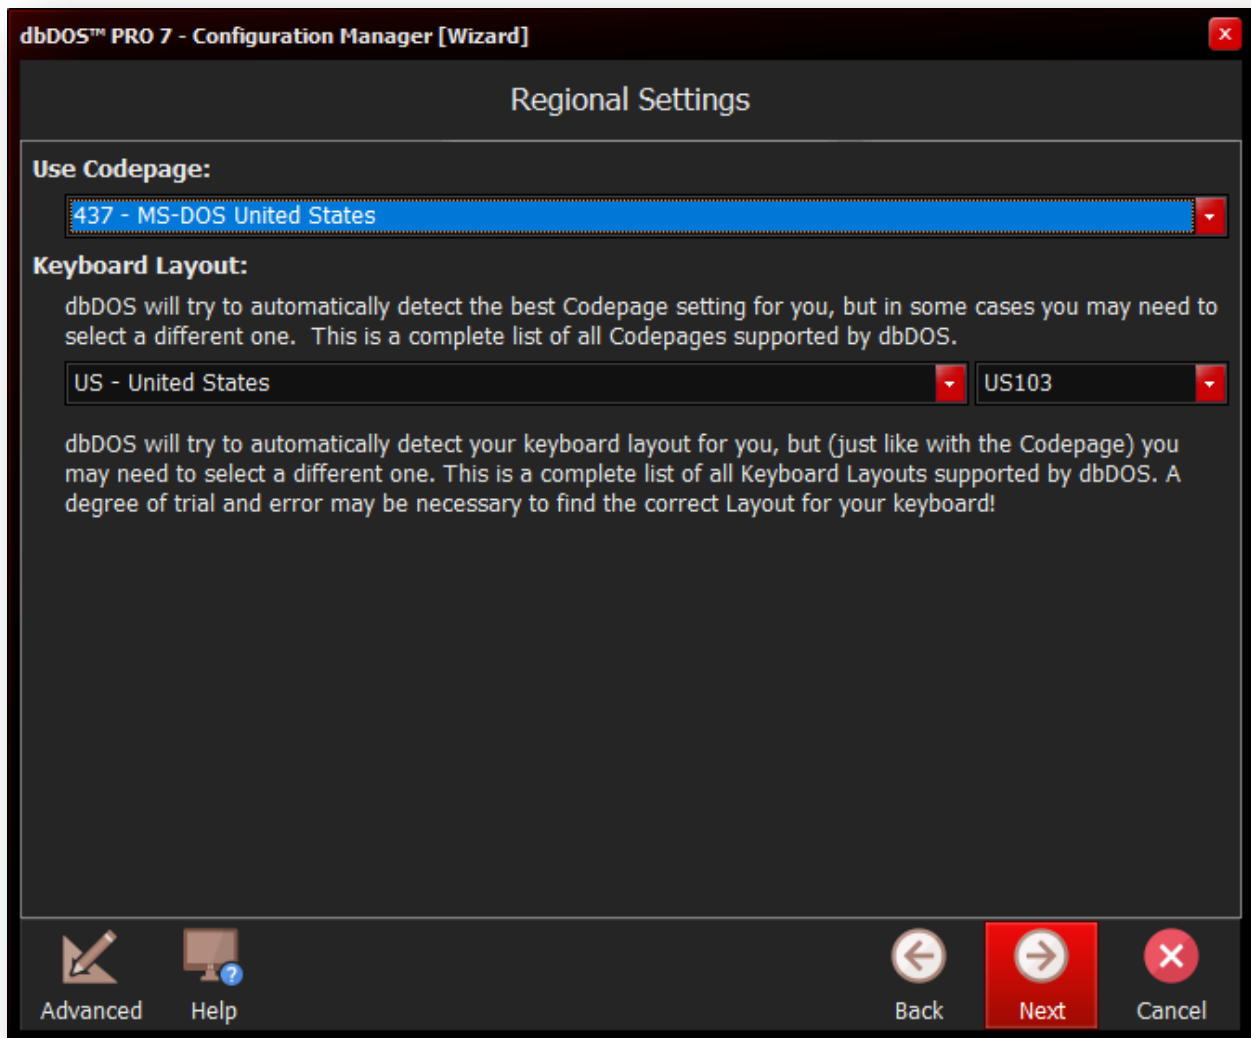 dbDOS™ PRO 7 - Configuration Manager [Wizard]
Regional Settings
Use Codepage:
437 - MS-DOS United States
Keyboard Layout:
dbDOS will try to automatically detect the best Codepage setting for you, but in some cases you may need to
select a different one.  This is a complete list of all Codepages supported by dbDOS.
US - United States
US103
dbDOS will try to automatically detect your keyboard layout for you, but (just like with the Codepage) you
may need to select a different one. This is a complete list of all Keyboard Layouts supported by dbDOS. A
degree of trial and error may be necessary to find the correct Layout for your keyboard!
Advanced
Help
Back
Next
Cancel